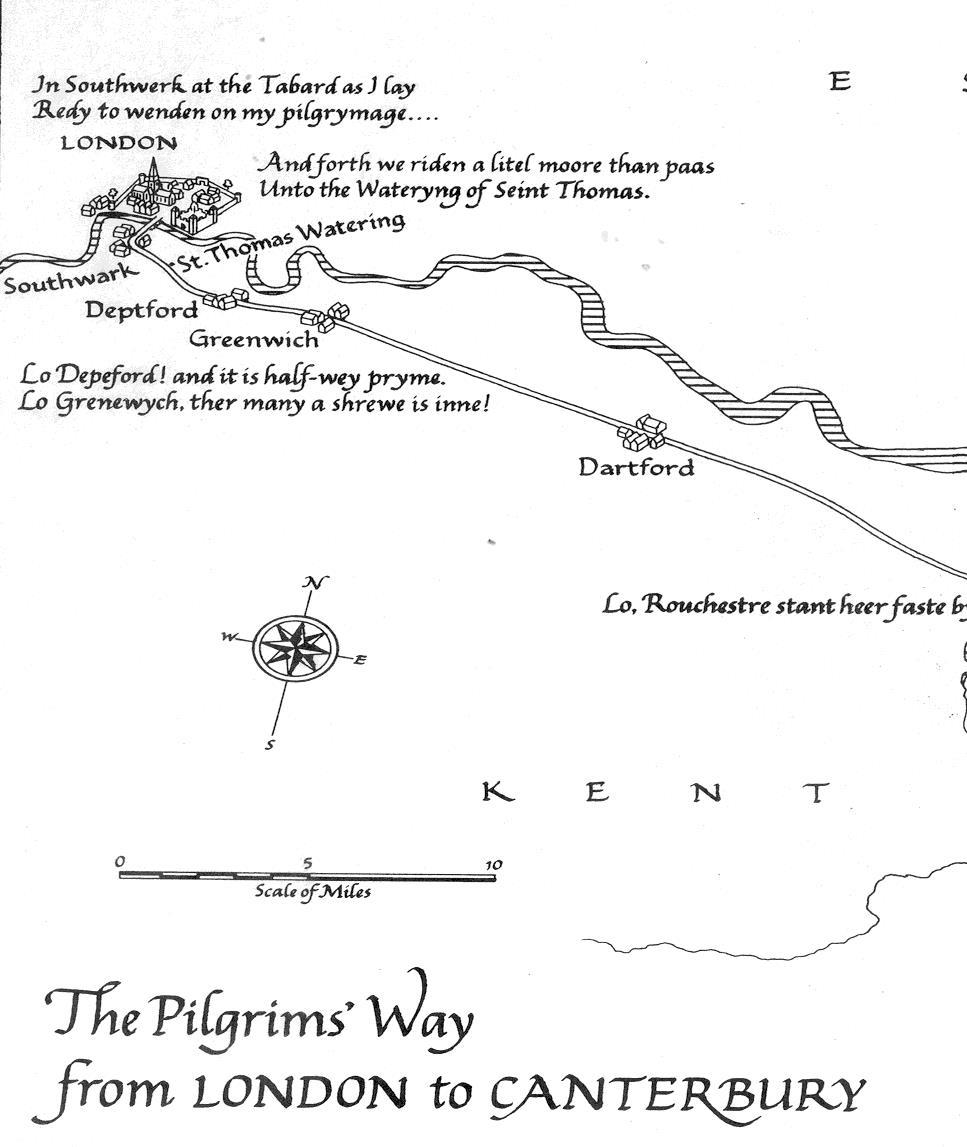 In Southwerk at the Tabard as I lay
Redy to wenden on my pilgrymage....
E
LONDON
And forth we riden a litel moore than paas
Unto the Wateryng of Seint Thomas.
St. Thomas Watering
Southwark
Deptford
Greenwich
Lo Depeford! and it is half-wey pryme.
Lo Grenewych, ther many a shrewe is inne!
Dartford
N
W
E
S
Lo, Rouchestre stant heer faste
K E N T
0 5 10
Scale of Miles
The Pilgrims' Way
from LONDON to CANTERBURY